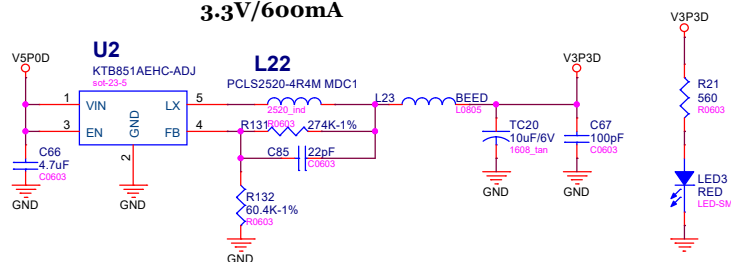 3.3V/600mA
V5P0D
U2
KTB851AEHC-ADJ
sot-23-5
1
VIN
LX
5
3
EN
FB
4
GND
2
C66
4.7uF
C0603
GND
GND
L22
PCLS2520-4R4M MDC1
2520_ind
R131
R0603
274K-1%
C85
22pF
C0603
R132
60.4K-1%
R0603
GND
L23
BEED
L0805
V3P3D
TC20
10uF/6V
1608_tan
GND
C67
100pF
C0603
GND
V3P3D
R21
560
R0603
LED3
RED
LED-SM